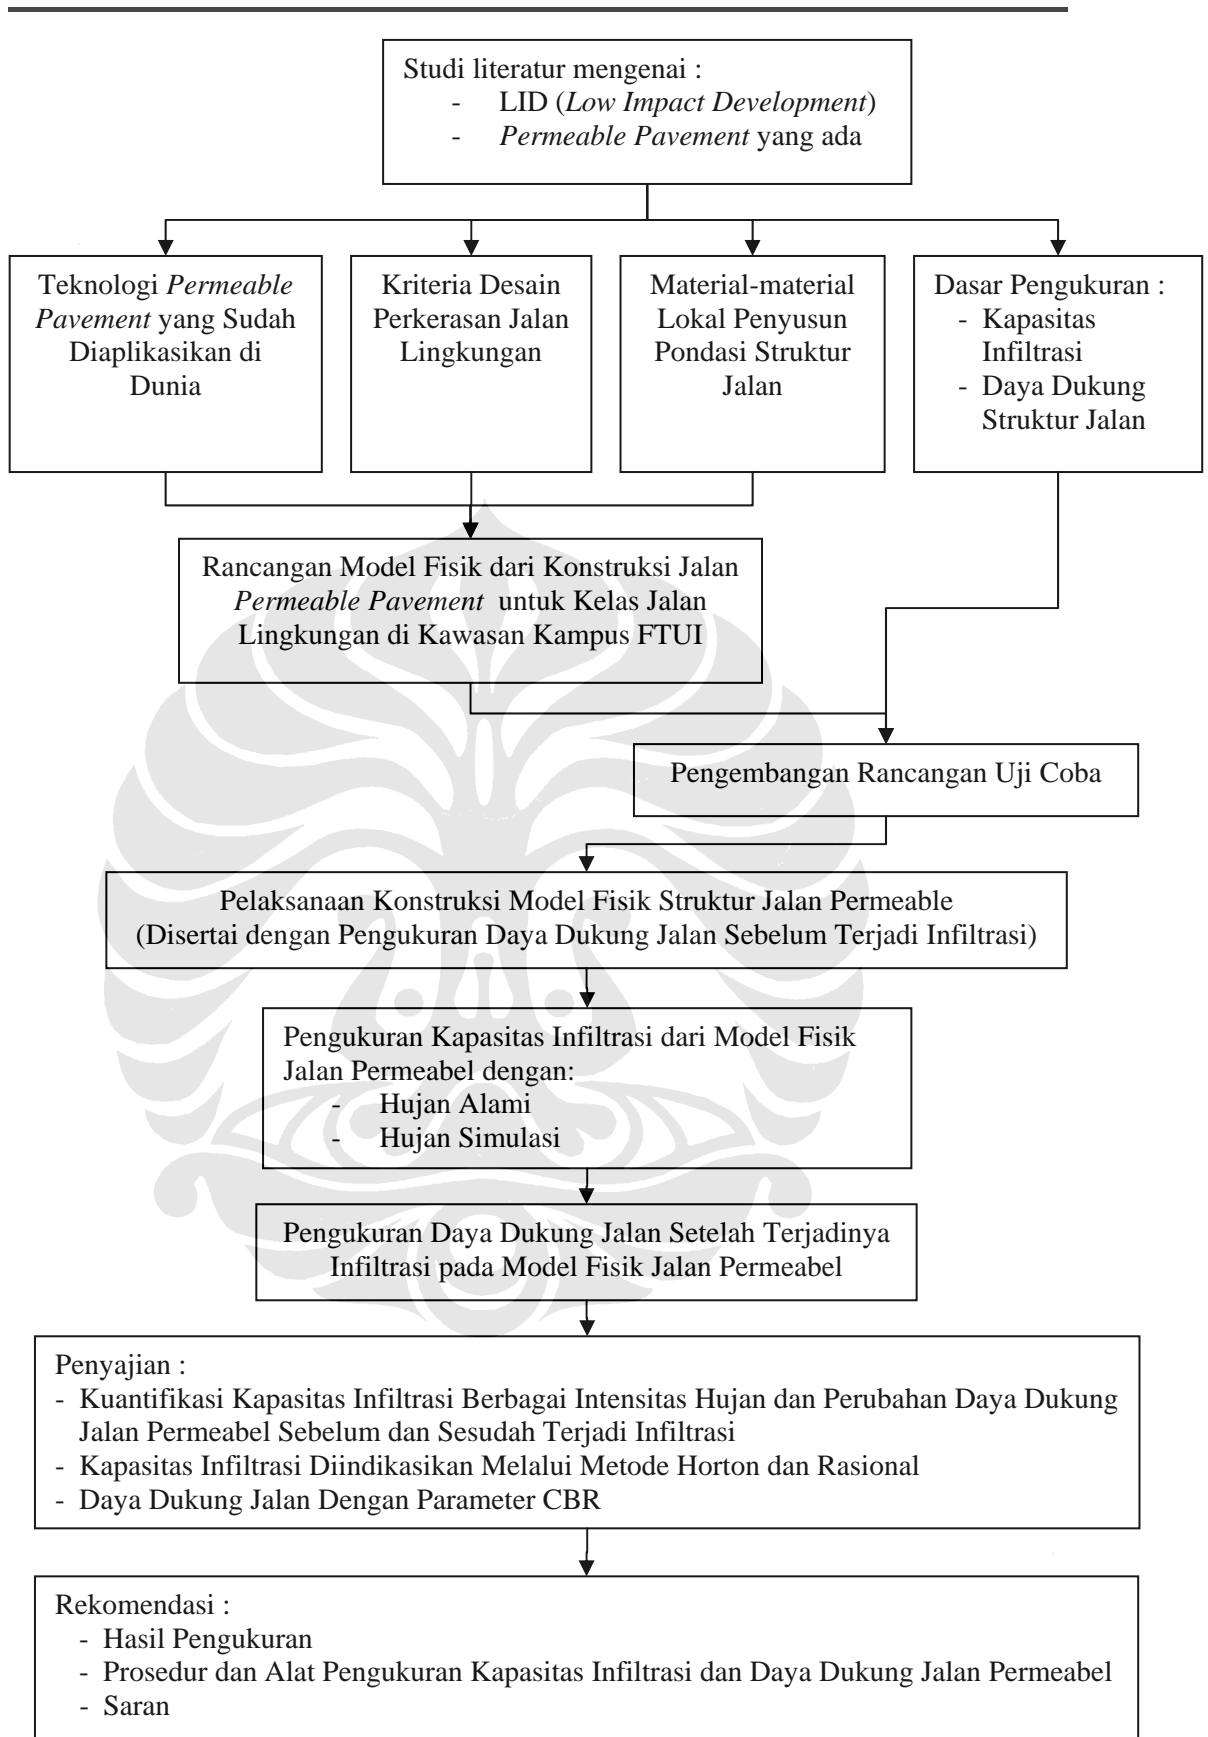 Studi literatur mengenai :
- LID (Low Impact Development)
- Permeable Pavement yang ada
Teknologi Permeable
Pavement yang Sudah
Diaplikasikan di
Dunia
Kriteria Desain
Perkerasan Jalan
Lingkungan
Material-material
Lokal Penyusun
Pondasi Struktur
Jalan
Dasar Pengukuran :
- Kapasitas
Infiltrasi
- Daya Dukung
Struktur Jalan
Rancangan Model Fisik dari Konstruksi Jalan
Permeable Pavement untuk Kelas Jalan
Lingkungan di Kawasan Kampus FTUI
Pengembangan Rancangan Uji Coba
Pelaksanaan Konstruksi Model Fisik Struktur Jalan Permeable
(Disertai dengan Pengukuran Daya Dukung Jalan Sebelum Terjadi Infiltrasi)
Pengukuran Kapasitas Infiltrasi dari Model Fisik
Jalan Permeabel dengan:
- Hujan Alami
- Hujan Simulasi
Pengukuran Daya Dukung Jalan Setelah Terjadinya
Infiltrasi pada Model Fisik Jalan Permeabel
Penyajian :
- Kuantifikasi Kapasitas Infiltrasi Berbagai Intensitas Hujan dan Perubahan Daya Dukung
Jalan Permeabel Sebelum dan Sesudah Terjadi Infiltrasi
- Kapasitas Infiltrasi Diindikasikan Melalui Metode Horton dan Rasional
- Daya Dukung Jalan Dengan Parameter CBR
Rekomendasi :
- Hasil Pengukuran
- Prosedur dan Alat Pengukuran Kapasitas Infiltrasi dan Daya Dukung Jalan Permeabel
- Saran